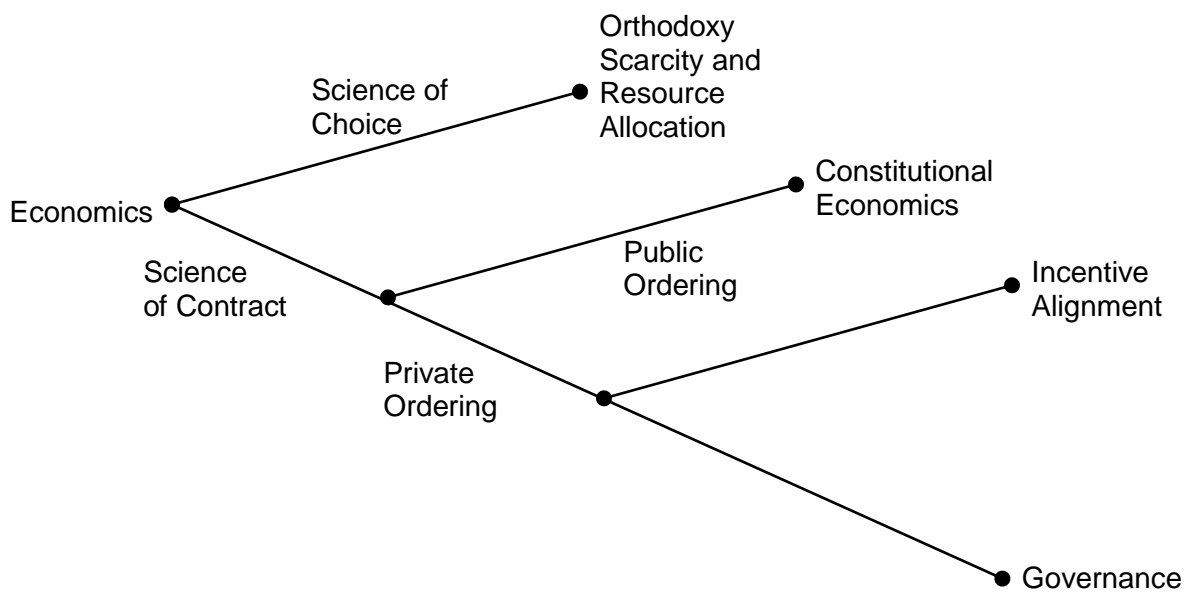 Orthodoxy
Scarcity and
Resource
Allocation
Science of
Choice
Constitutional
Economics
Economics
Public
Ordering
Science
of Contract
Incentive
Alignment
Private
Ordering
Governance